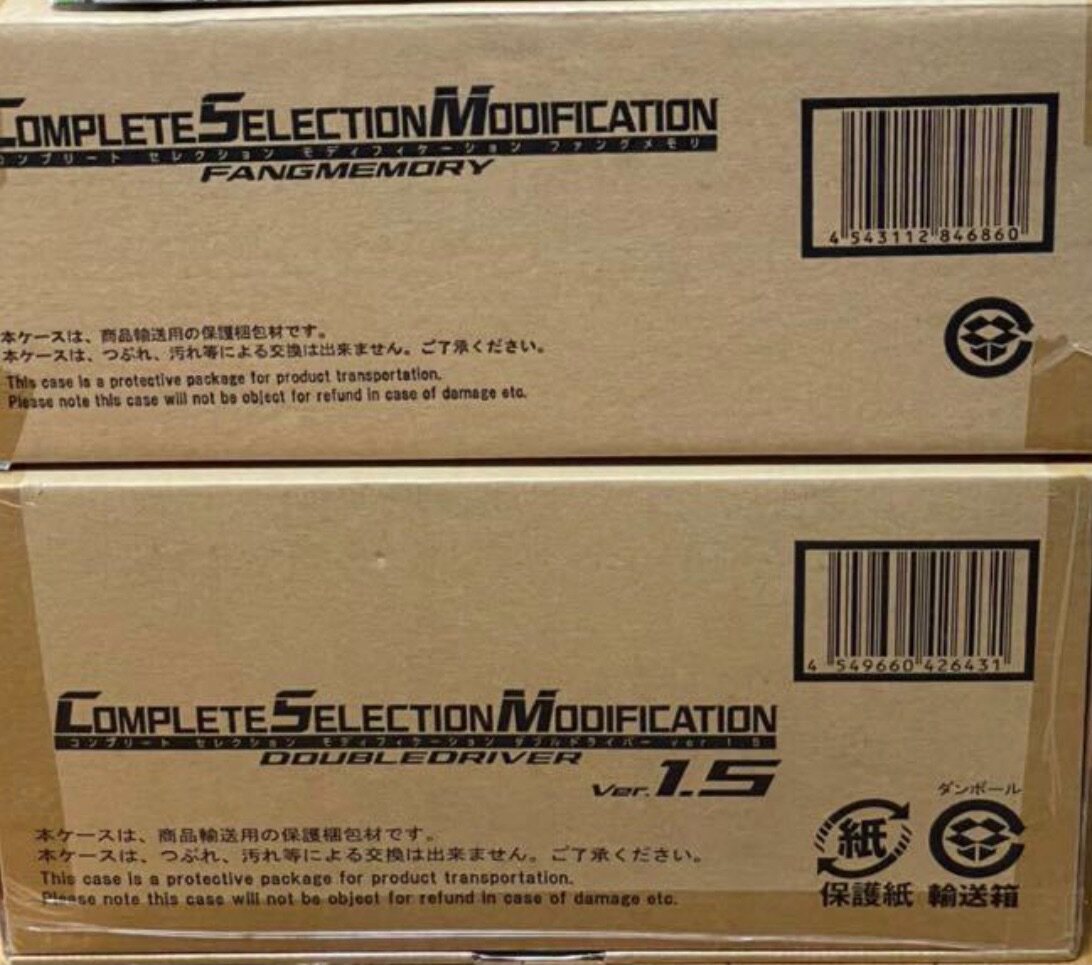 COMPLETE SELECTION MODIFICATION
コンプリート セレクション モディフィケーション ファングメモリ
FANGMEMORY
4 543112 846860
本ケースは、商品輸送用の保護梱包材です。
本ケースは、つぶれ、汚れ等による交換は出来ません。ご了承ください。
This case is a protective package for product transportation.
Please note this case will not be object for refund in case of damage etc.
4 549660 426431
COMPLETE SELECTION MODIFICATION
コンプリート セレクション モディフィケーション ダブルドライバー ver 1.5
DOUBLEDRIVER
Ver. 1.5
本ケースは、商品輸送用の保護梱包材です。
本ケースは、つぶれ、汚れ等による交換は出来ません。ご了承ください。
This case is a protective package for product transportation.
Please note this case will not be object for refund in case of damage etc.
ダンボール
紙
保護紙 輸送箱